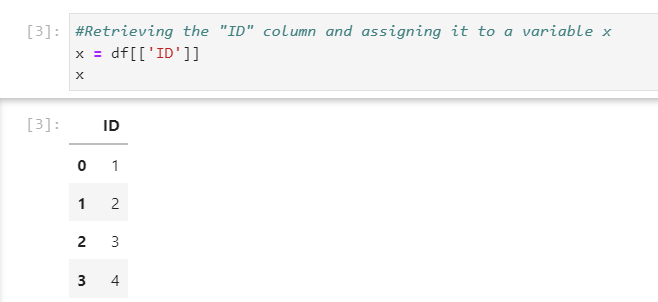 [3]: #Retrieving the "ID" column and assigning it to a variable x
x = df[['ID']]
x
[3]:
ID
0 1
1 2
2 3
3 4